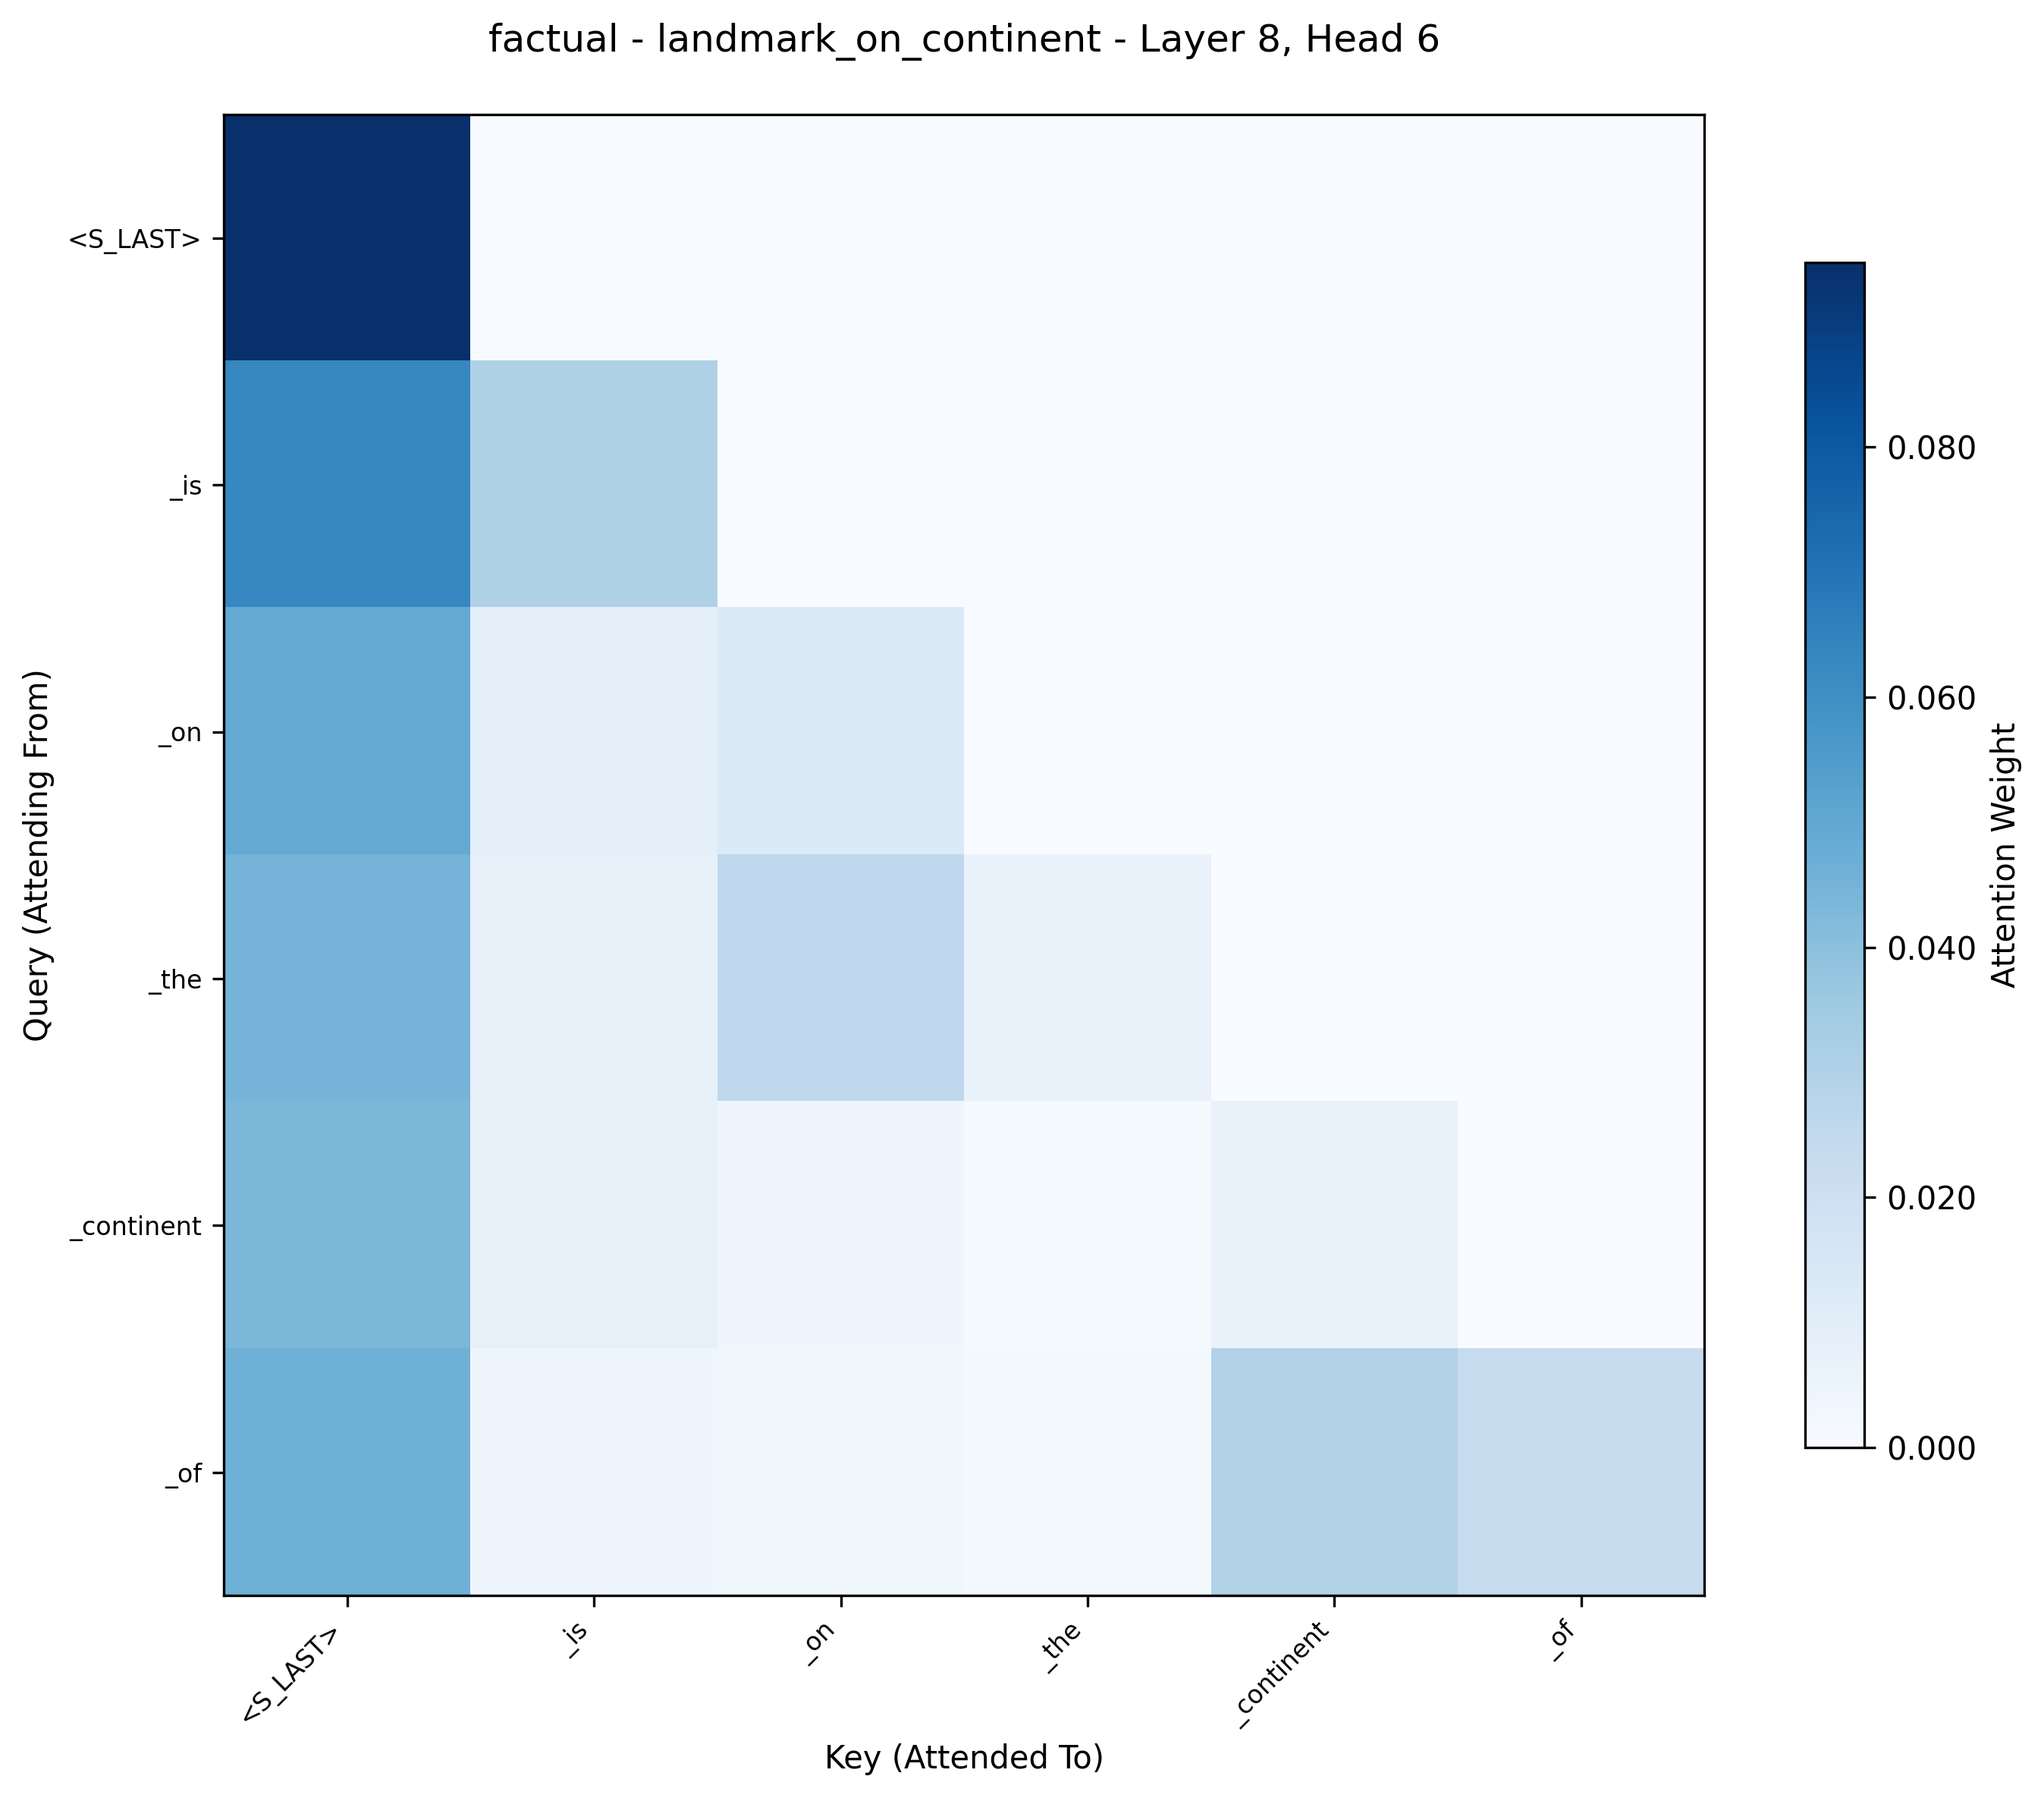 factual - landmark_on_continent - Layer 8, Head 6
Query (Attending From)
<S_LAST>
_is
_on
_the
_continent
_of
<S_LAST>
_is
_on
_the
_continent
_of
Key (Attended To)
0.080
0.060
0.040
0.020
0.000
Attention Weight